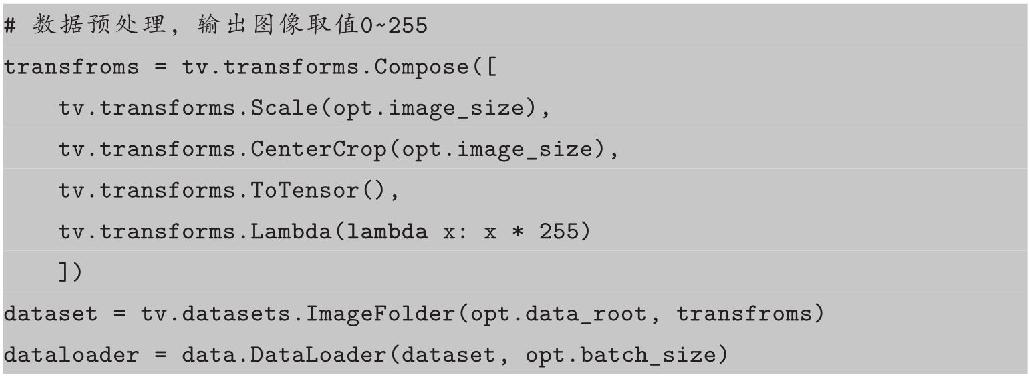 # 数据预处理，输出图像取值0~255
transfroms = tv.transforms.Compose([
    tv.transforms.Scale(opt.image_size),
    tv.transforms.CenterCrop(opt.image_size),
    tv.transforms.ToTensor(),
    tv.transforms.Lambda(lambda x: x * 255)
    ])
dataset = tv.datasets.ImageFolder(opt.data_root, transfroms)
dataloader = data.DataLoader(dataset, opt.batch_size)